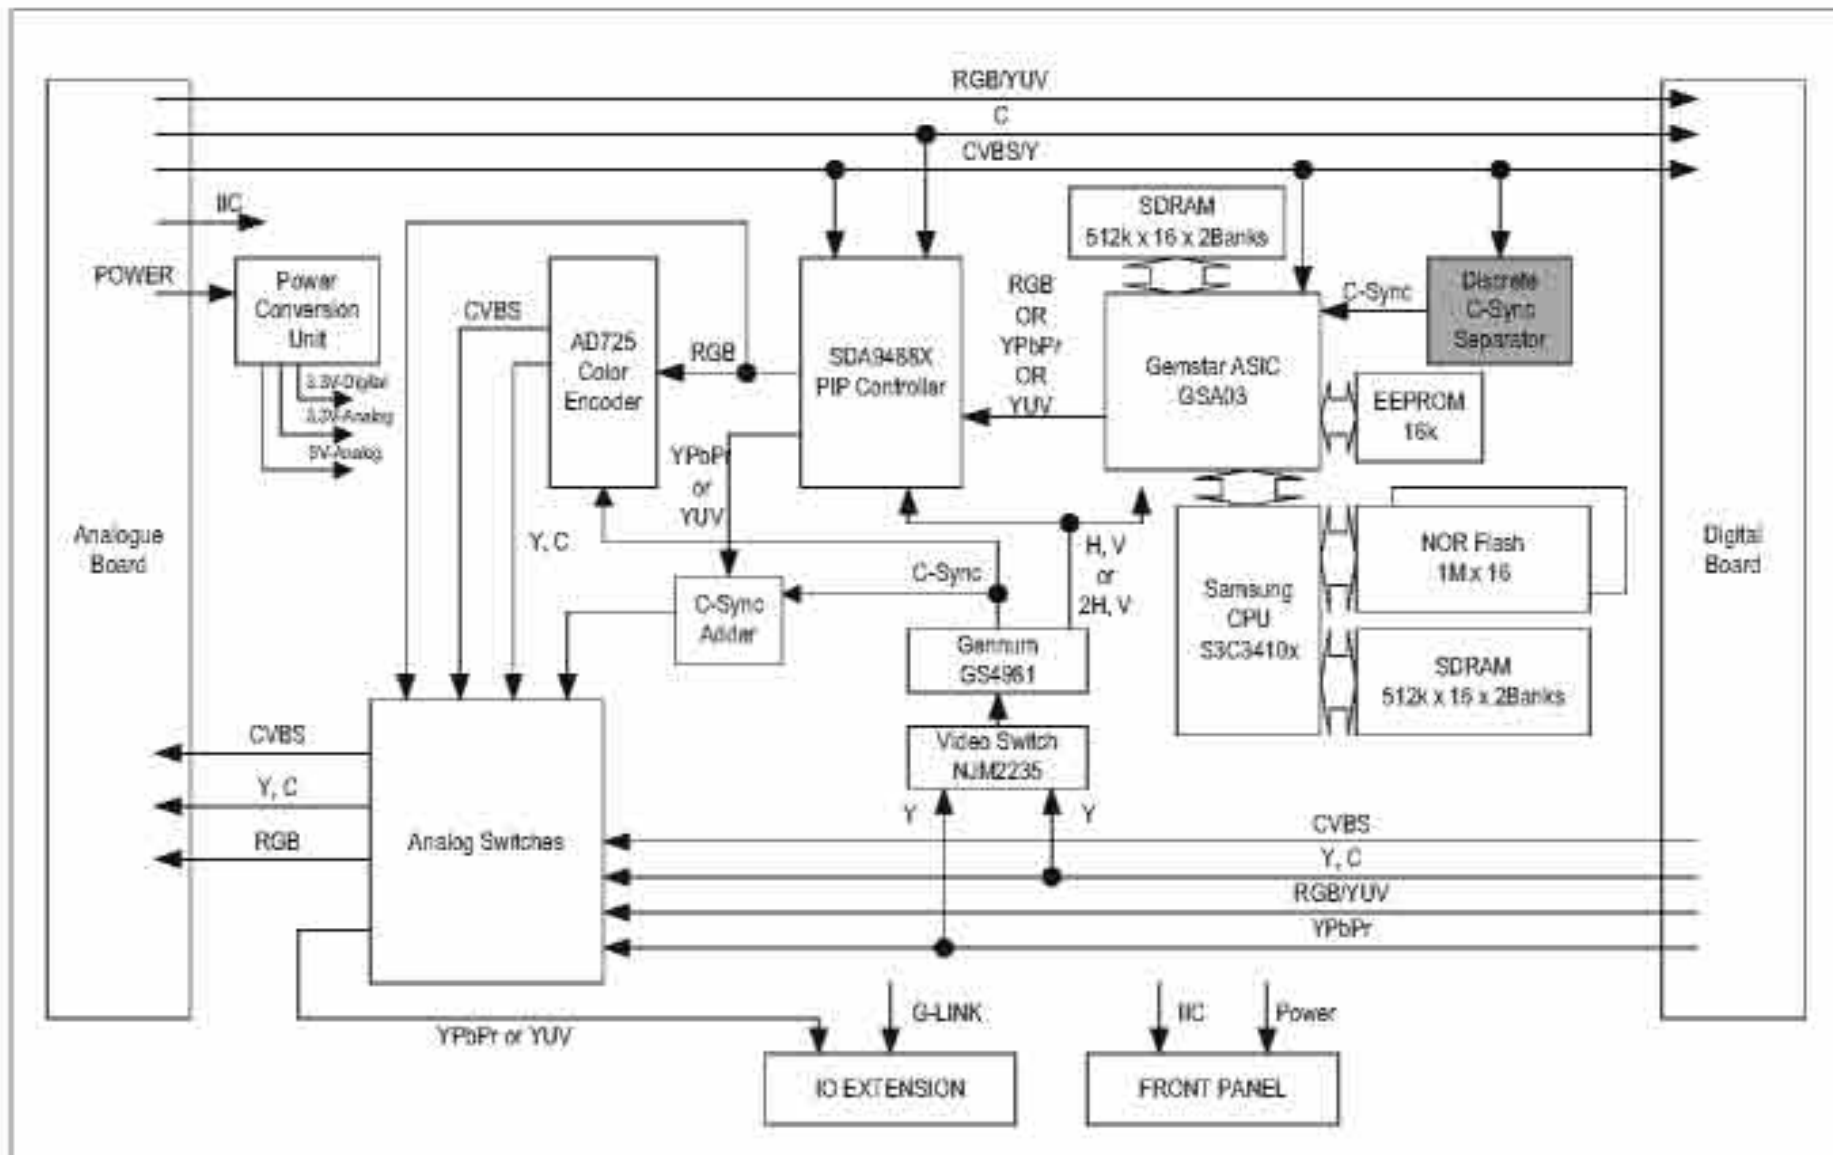 RGB/YUV
C
CVBS/Y
IIC
POWER
Power
Conversion
Unit
3.3V-Digital
3.3V-Analog
5V-Analog
CVBS
AD725
Color
Encoder
RGB
SDA9488X
PIP Controller
RGB
OR
YPbPr
OR
YUV
SDRAM
512k x 16 x 2Banks
Gemstar ASIC
GSA03
C-Sync
Discrete
C-Sync
Separator
EEPROM
16k
Analogue
Board
YPbPr
or
YUV
Y, C
C-Sync
C-Sync
Adder
H, V
or
2H, V
Gennum
GS4981
Samsung
CPU
S3C3410x
NOR Flash
1M x 16
SDRAM
512k x 16 x 2Banks
Digital
Board
Video Switch
NJM2235
Y
Y
CVBS
Y, C
RGB
Analog Switches
CVBS
Y, C
RGB/YUV
YPbPr
YPbPr or YUV
G-LINK
IIC
Power
IO EXTENSION
FRONT PANEL